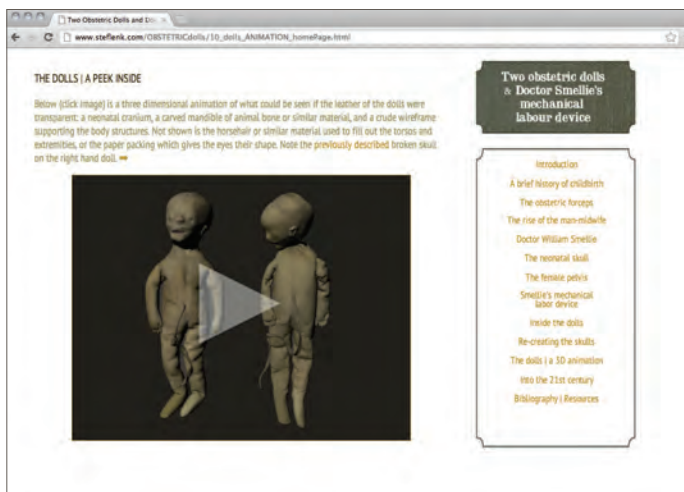 Two Obstetric Dolls and Do
www.steflenk.com/OBSTETRICdolls/10_dolls_ANIMATION_homePage.html
THE DOLLS | A PEEK INSIDE
Below (click image) is a three dimensional animation of what could be seen if the leather of the dolls were
transparent: a neonatal cranium, a carved mandible of animal bone or similar material, and a crude wireframe
supporting the body structures. Not shown is the horsehair or similar material used to fill out the torsos and
extremities, or the paper packing which gives the eyes their shape. Note the previously described broken skull
on the right hand doll. ➡
Two obstetric dolls
& Doctor Smellie's
mechanical
labour device
Introduction
A brief history of childbirth
The obstetric forceps
The rise of the man-midwife
Doctor William Smellie
The neonatal skull
The female pelvis
Smellie's mechanical
labor device
Inside the dolls
Re-creating the skulls
The dolls | a 3D animation
Into the 21st century
Bibliography | Resources